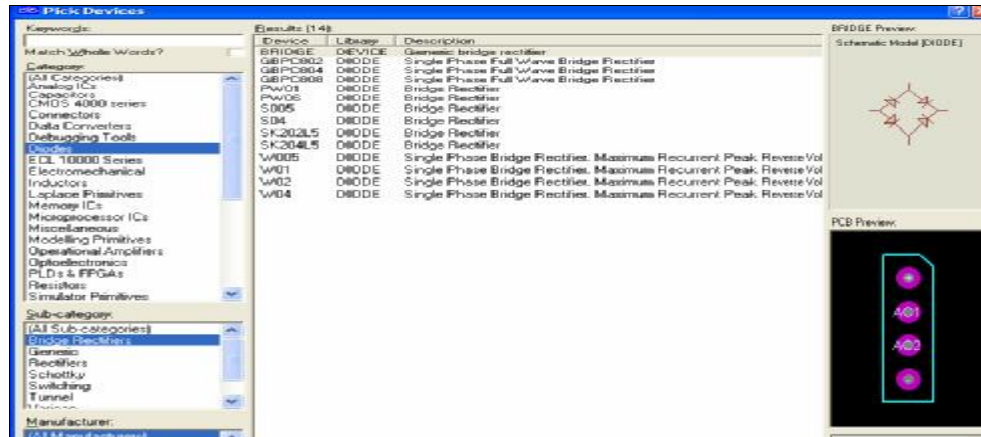 Pick Devices
Keywords:
Match Whole Words?
Category:
(All Categories)
Analog ICs
Capacitors
CMOS 4000 series
Connectors
Data Converters
Debugging Tools
Diodes
ECL 10000 Series
Electromechanical
Inductors
Laplace Primitives
Memory ICs
Microprocessor ICs
Miscellaneous
Modelling Primitives
Operational Amplifiers
Optoelectronics
PLDs & FPGAs
Resistors
Simulator Primitives
Sub-category:
(All Sub-categories)
Bridge Rectifiers
Generic
Rectifiers
Schottky
Switching
Tunnel
Manufacturer:
(All Manufacturers)
Results (14):
Device Library Description
BRIDGE DEVICE Generic bridge rectifier
GBPC802 DIODE Single Phase Full Wave Bridge Rectifier
GBPC804 DIODE Single Phase Full Wave Bridge Rectifier
GBPC808 DIODE Single Phase Full Wave Bridge Rectifier
PW01 DIODE Bridge Rectifier
PW06 DIODE Bridge Rectifier
S005 DIODE Bridge Rectifier
S04 DIODE Bridge Rectifier
SK202L5 DIODE Bridge Rectifier
SK204L5 DIODE Bridge Rectifier
W005 DIODE Single Phase Bridge Rectifier. Maximum Recurrent Peak Reverse Vol
W01 DIODE Single Phase Bridge Rectifier. Maximum Recurrent Peak Reverse Vol
W02 DIODE Single Phase Bridge Rectifier. Maximum Recurrent Peak Reverse Vol
W04 DIODE Single Phase Bridge Rectifier. Maximum Recurrent Peak Reverse Vol
BRIDGE Preview:
Schematic Model [DIODE]
PCB Preview:
AC1
AC2